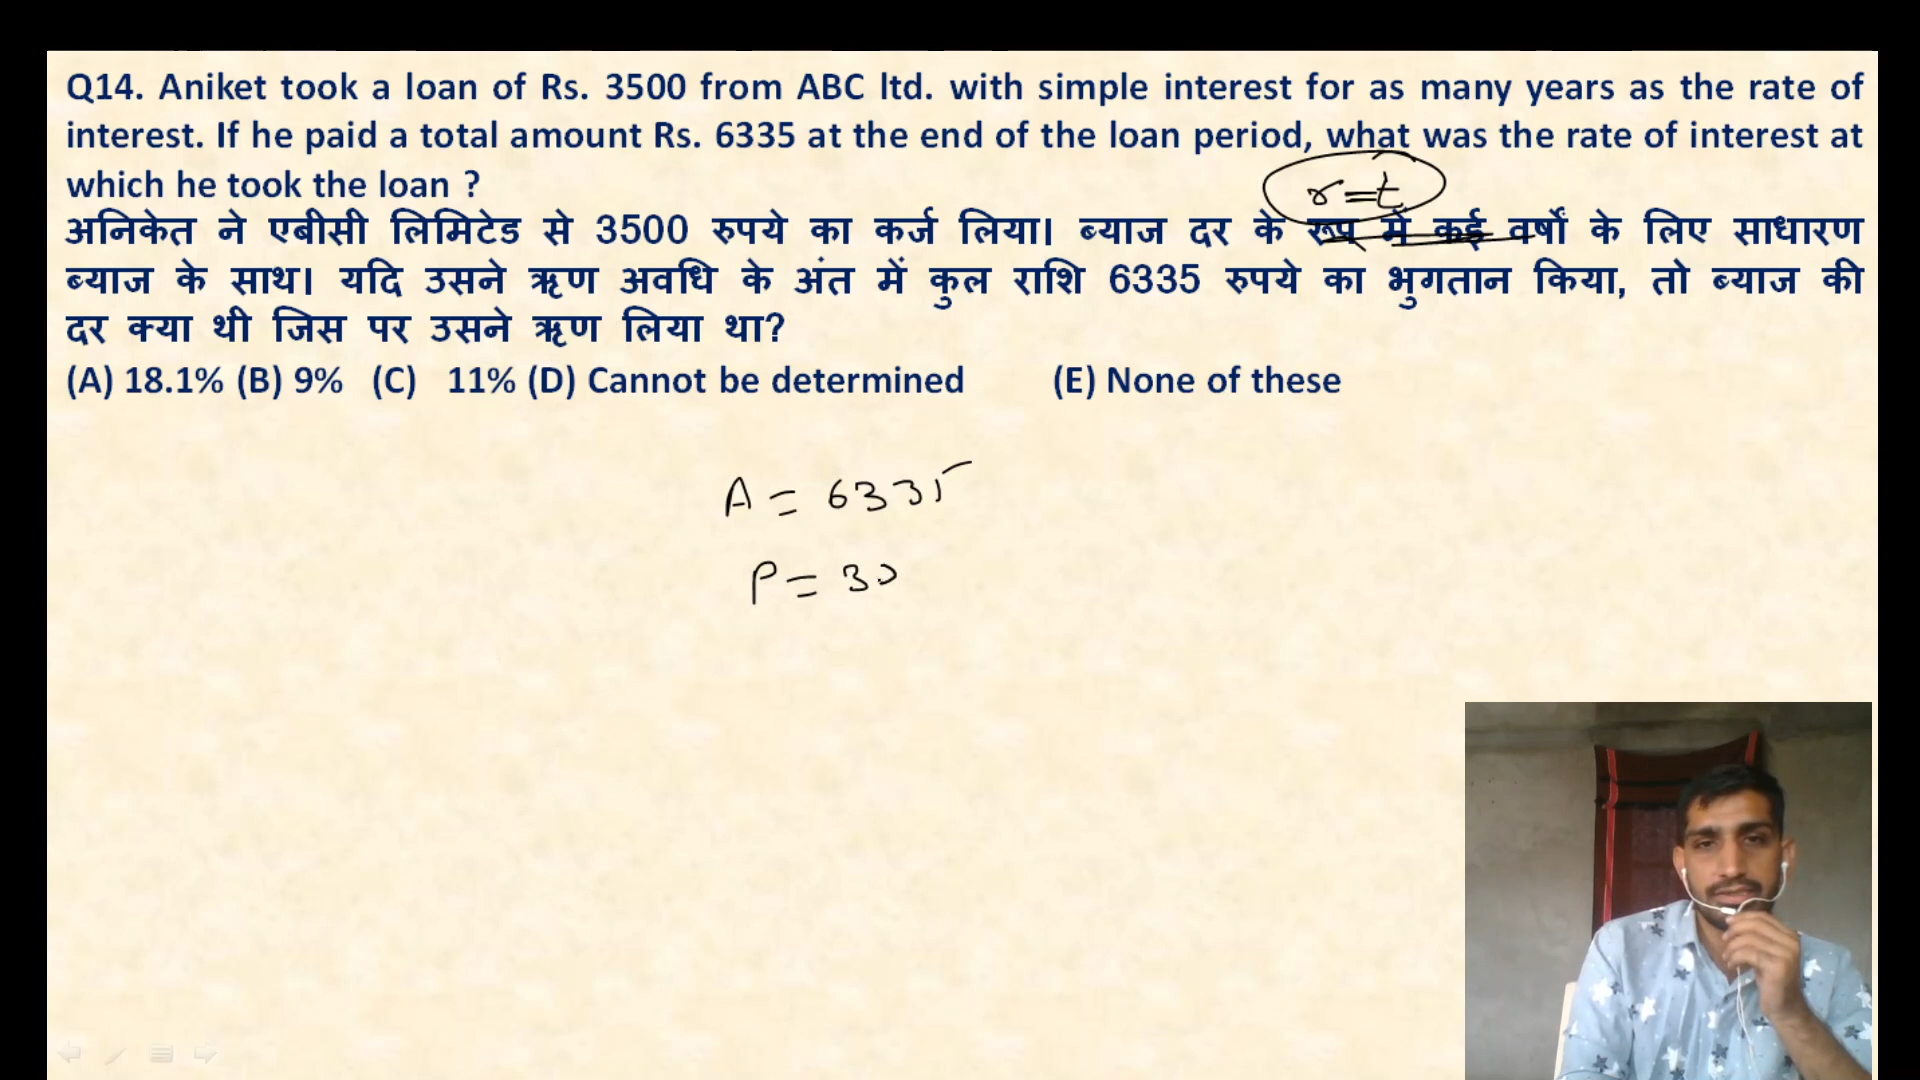 Q14. Aniket took a loan of Rs. 3500 from ABC ltd. with simple interest for as many years as the rate of
interest. If he paid a total amount Rs. 6335 at the end of the loan period, what was the rate of interest at
which he took the loan ?
r=t
अनिकेत ने एबीसी लिमिटेड से 3500 रुपये का कर्ज लिया। ब्याज दर के रूप में कई वर्षों के लिए साधारण
ब्याज के साथ। यदि उसने ऋण अवधि के अंत में कुल राशि 6335 रुपये का भुगतान किया, तो ब्याज की
दर क्या थी जिस पर उसने ऋण लिया था?
(A) 18.1% (B) 9% (C) 11% (D) Cannot be determined (E) None of these
A = 6335
P = 30